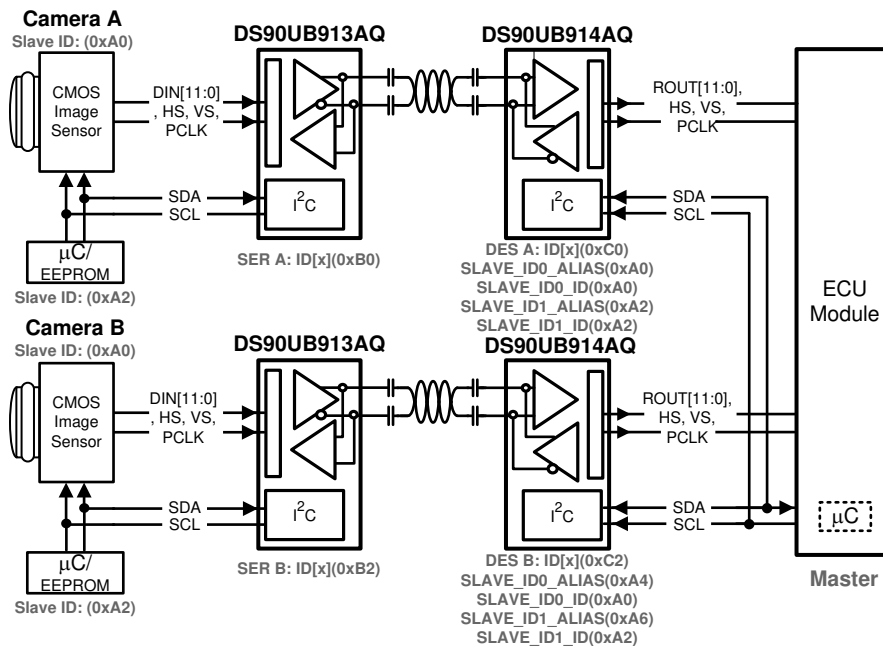 Camera A
Slave ID: (0xA0)
CMOS
Image
Sensor
DIN[11:0]
, HS, VS,
PCLK
SDA
SCL
µC/
EEPROM
Slave ID: (0xA2)
DS90UB913AQ
I²C
SER A: ID[x](0xB0)
DS90UB914AQ
I²C
DES A: ID[x](0xC0)
SLAVE_ID0_ALIAS(0xA0)
SLAVE_ID0_ID(0xA0)
SLAVE_ID1_ALIAS(0xA2)
SLAVE_ID1_ID(0xA2)
ROUT[11:0],
HS, VS,
PCLK
SDA
SCL
ECU
Module
Camera B
Slave ID: (0xA0)
CMOS
Image
Sensor
DIN[11:0]
, HS, VS,
PCLK
SDA
SCL
µC/
EEPROM
Slave ID: (0xA2)
DS90UB913AQ
I²C
SER B: ID[x](0xB2)
DS90UB914AQ
I²C
DES B: ID[x](0xC2)
SLAVE_ID0_ALIAS(0xA4)
SLAVE_ID0_ID(0xA0)
SLAVE_ID1_ALIAS(0xA6)
SLAVE_ID1_ID(0xA2)
ROUT[11:0],
HS, VS,
PCLK
SDA
SCL
µC
Master